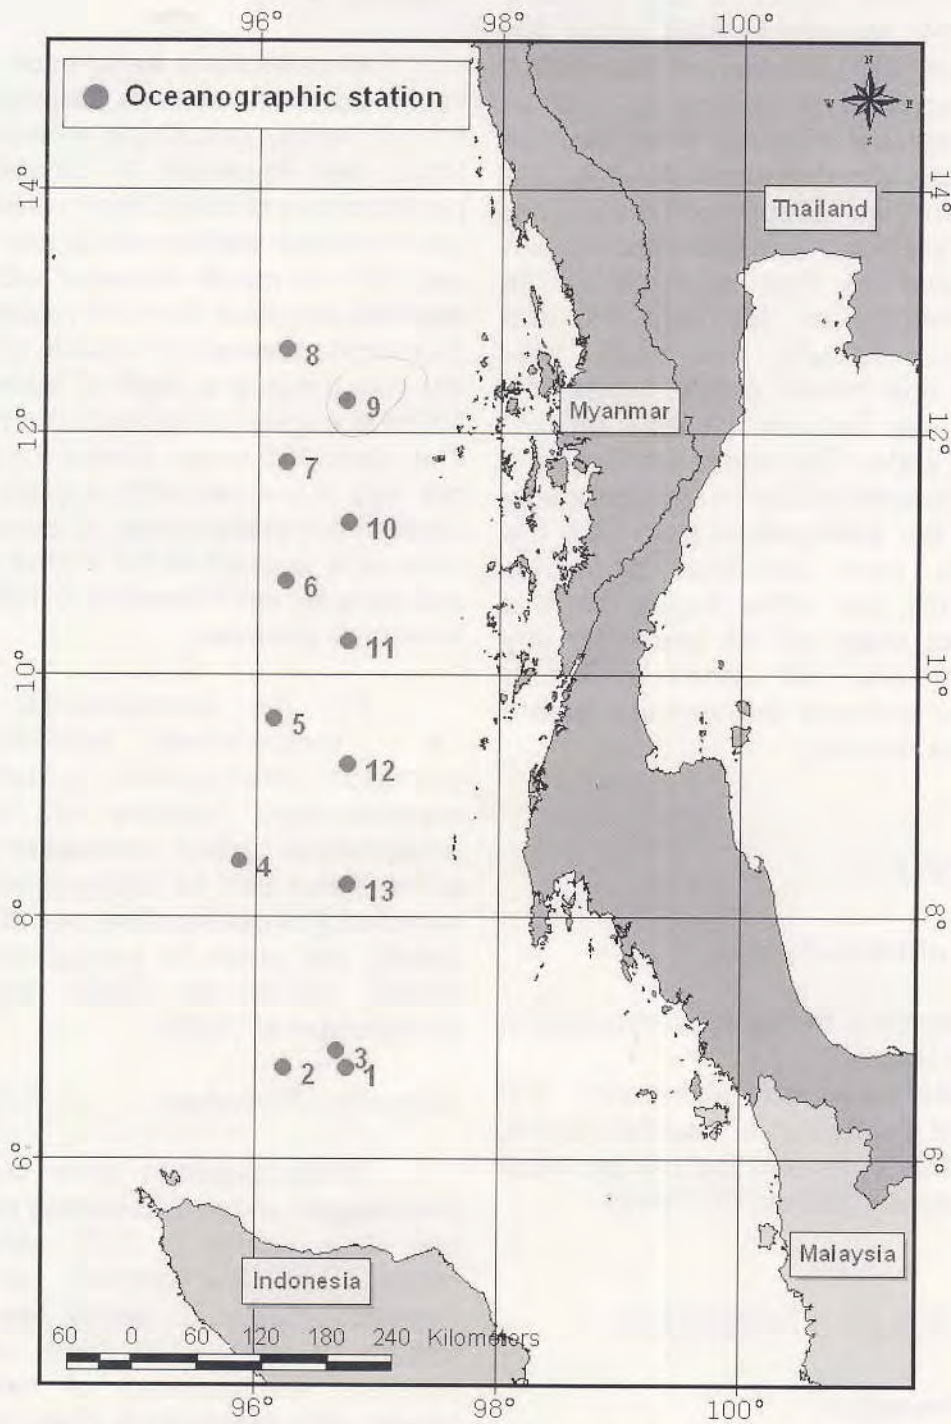 96° 98° 100°
Oceanographic station
N
W E
S
14° 14°
Thailand
8
9
Myanmar
12° 12°
7
10
6
11
10° 10°
5
12
4
13
8° 8°
3
2 1
6° 6°
Malaysia
Indonesia
60 0 60 120 180 240 Kilometers
96° 98° 100°